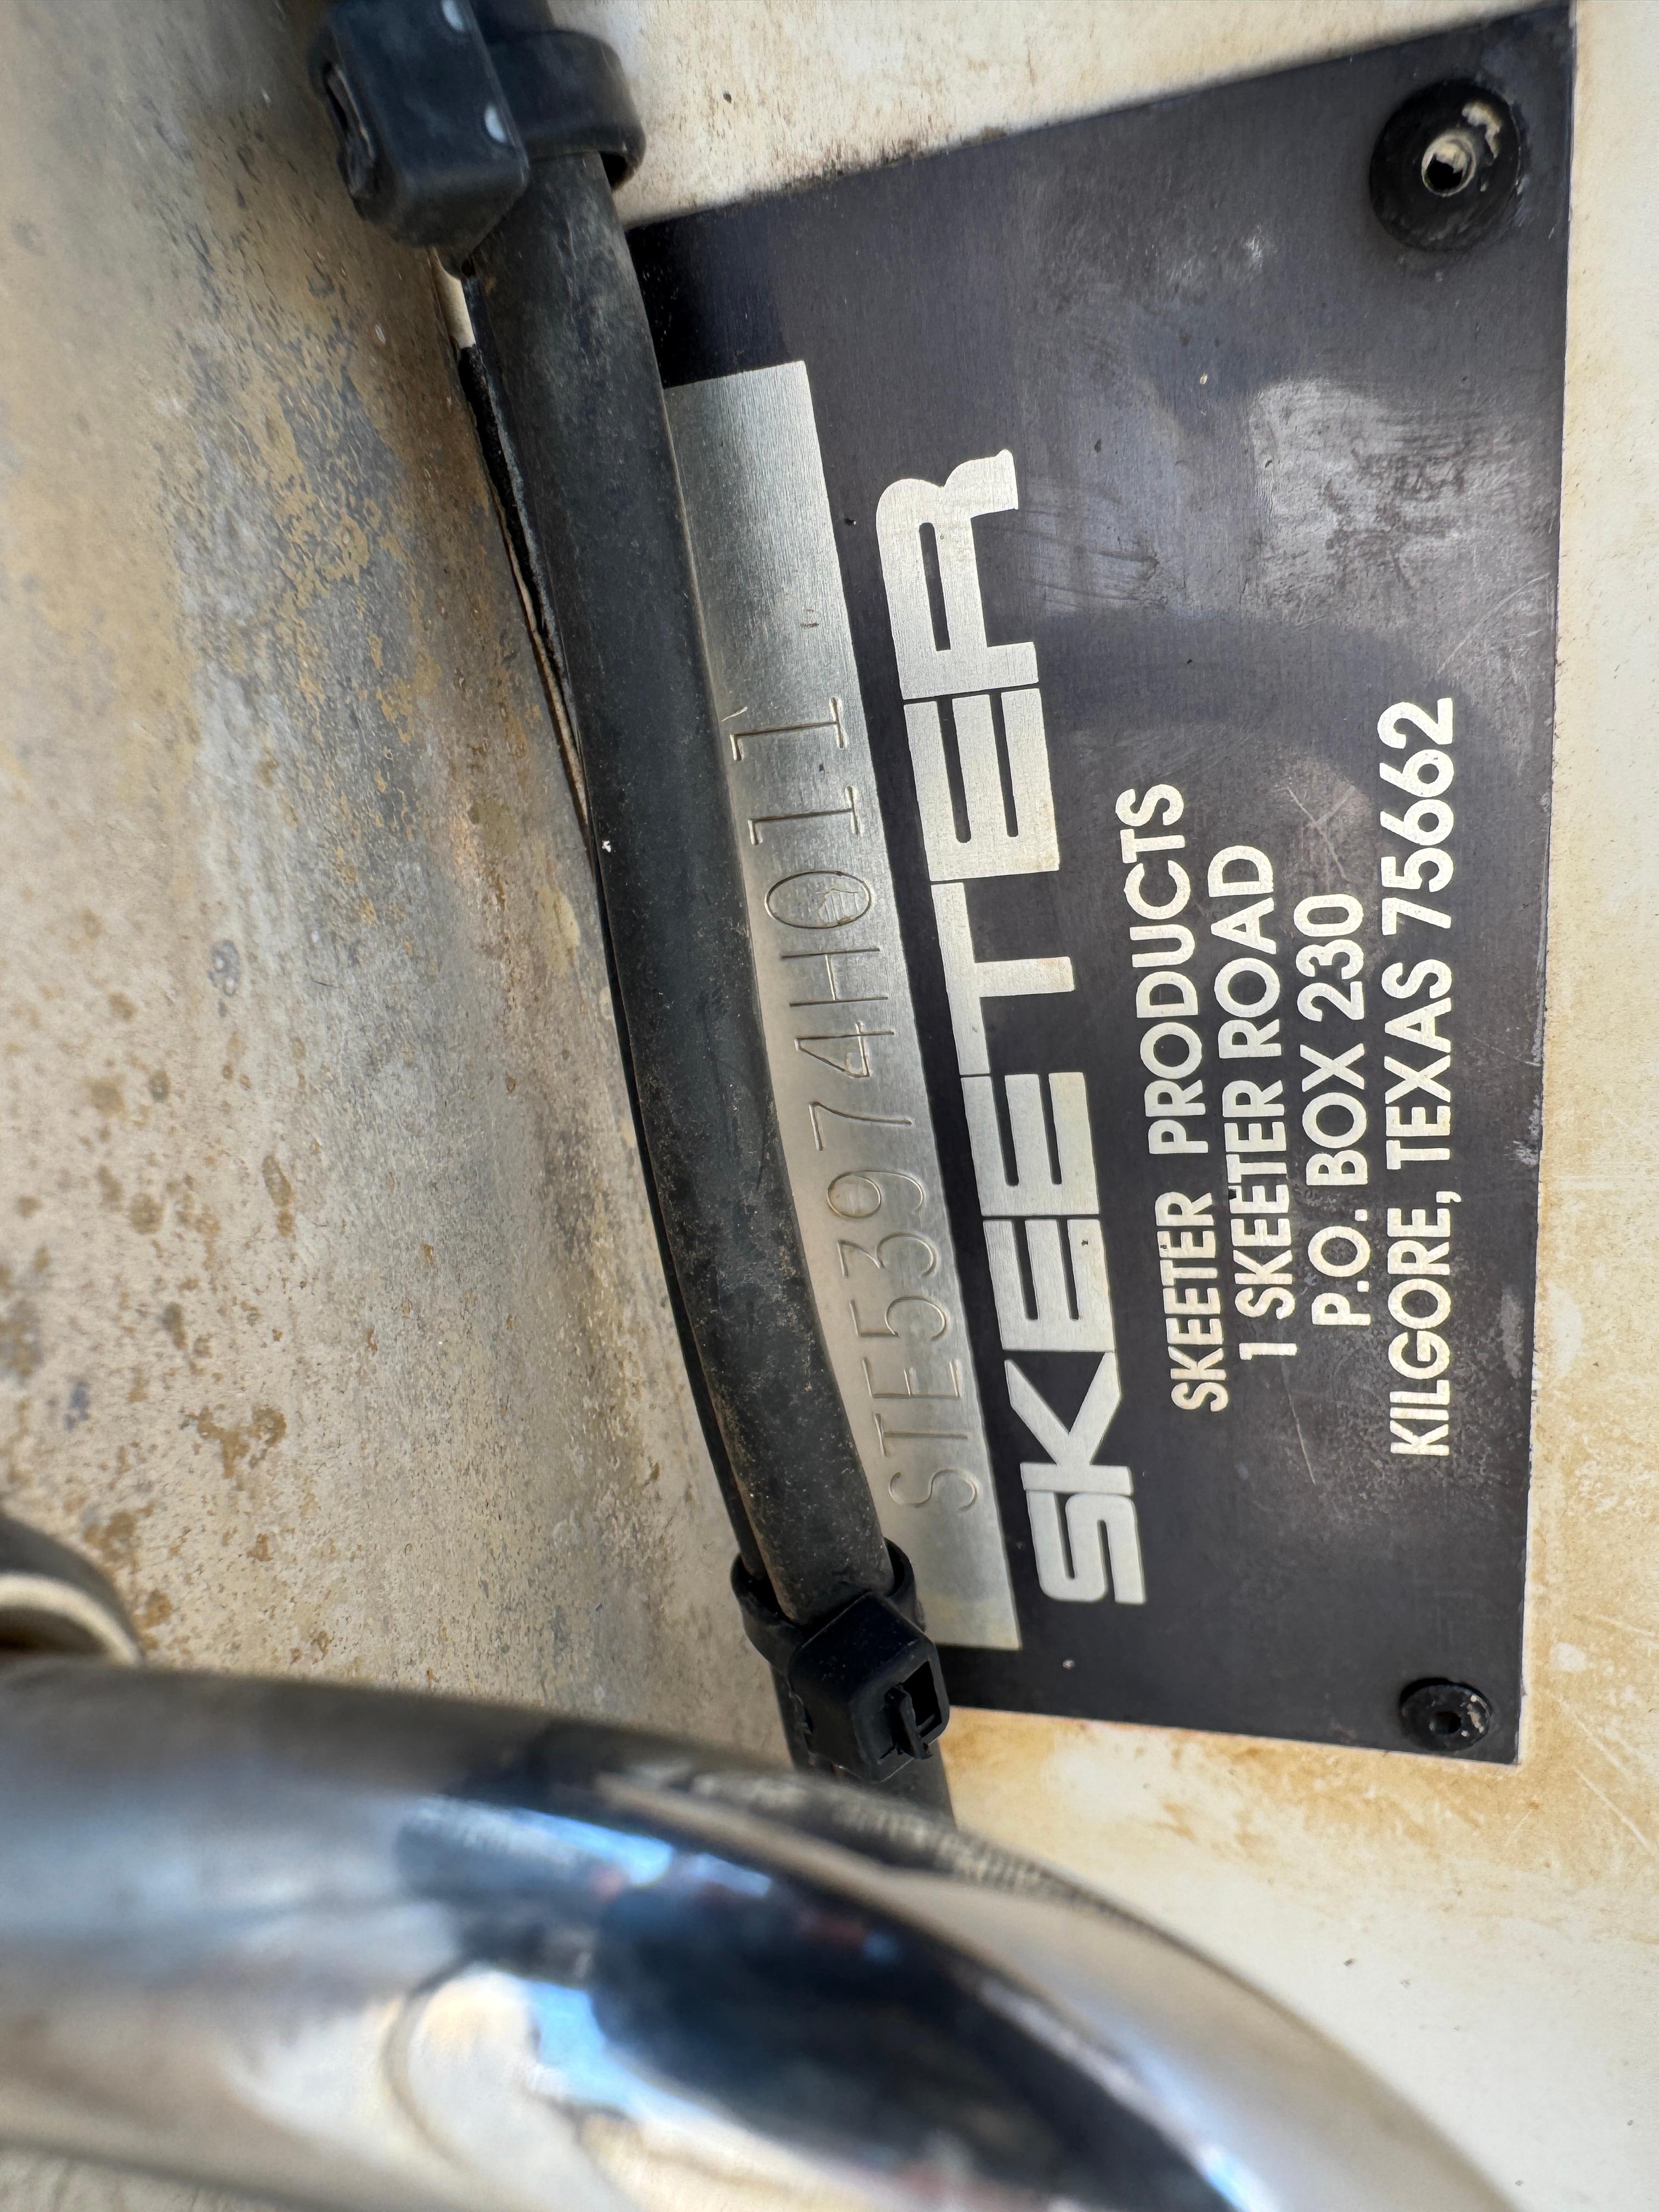 STE53974H011
SKEETER
SKEETER PRODUCTS
1 SKEETER ROAD
P.O. BOX 230
KILGORE, TEXAS 75662